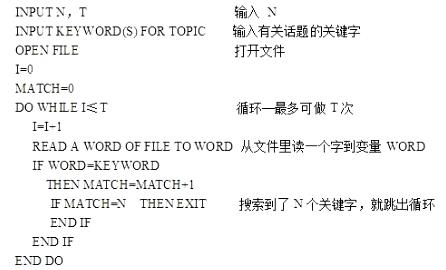 INPUT N，T 输入 N
INPUT KEYWORD(S) FOR TOPIC 输入有关话题的关键字
OPEN FILE 打开文件
I=0
MATCH=0
DO WHILE I≤T 循环—最多可做 T 次
I=I+1
READ A WORD OF FILE TO WORD 从文件里读一个字到变量 WORD
IF WORD=KEYWORD
THEN MATCH=MATCH+1
IF MATCH=N THEN EXIT 搜索到了 N 个关键字，就跳出循环
END IF
END IF
END DO